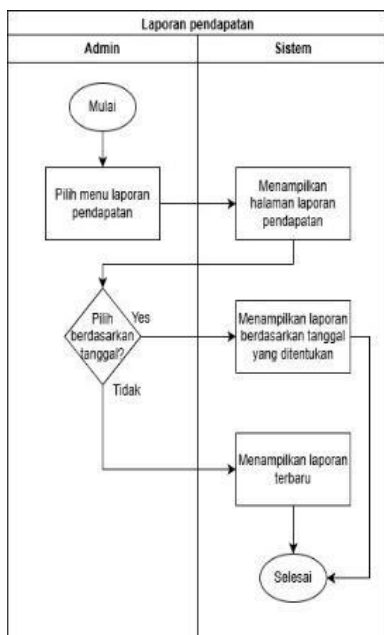 Laporan pendapatan
Admin
Sistem
Mulai
Pilih menu laporan
pendapatan
Menampilkan
halaman laporan
pendapatan
Pilih
berdasarkan
tanggal?
Yes
Menampilkan laporan
berdasarkan tanggal
yang ditentukan
Tidak
Menampilkan laporan
terbaru
Selesai